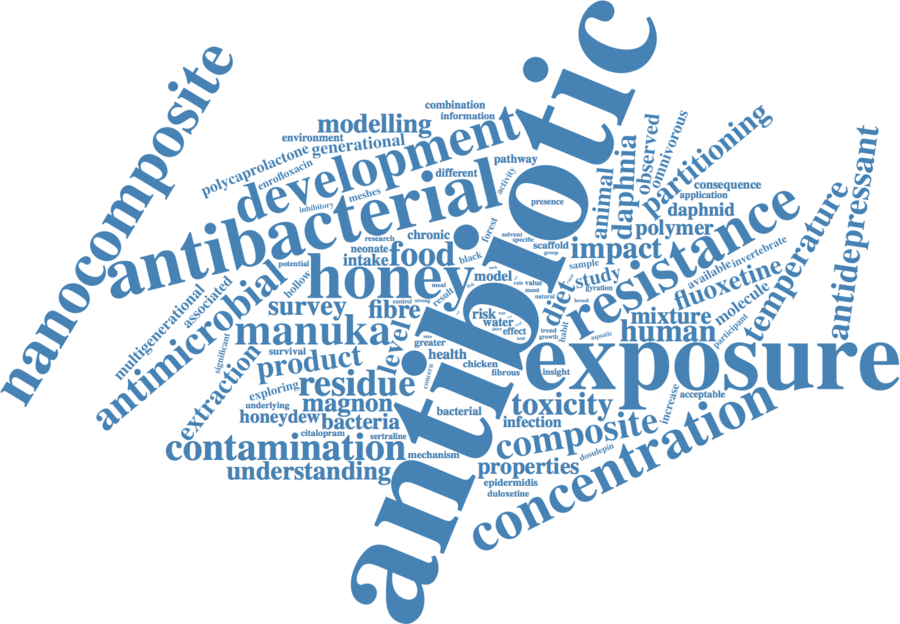 nanocomposite
antibiotic
combination
information
modelling
environment
generational
development
polycaprolactone
enrofloxacin
inhibitory
meshes
different
pathway
activity
presence
antibacterial
animal
daphnia
observed
omnivorous
partitioning
consequence
application
daphnid
polymer
antidepressant
research
chronic
neonate
intake
food
black
forest
solvent
specific
scaffold
group
impact
resistance
temperature
available
invertebrate
fluoxetine
molecule
participant
potential
hollow
honey
meal
model
result
value
most
natural
diet
sample
study
gyration
broad
multigenerational
associated
antimicrobial
survey
fibre
control
strong
risk
water
effect
trend
growth
habit
aquatic
mixture
human
manuka
level
greater
health
chicken
fibrous
concern
insight
exposure
significant
extraction
survival
product
exploring
residue
underlying
magnon
honeydew
bacteria
citalopram
sertraline
bacterial
toxicity
infection
increase
acceptable
contamination
mechanism
composite
dosulepin
concentration
understanding
properties
epidermidis
duloxetine